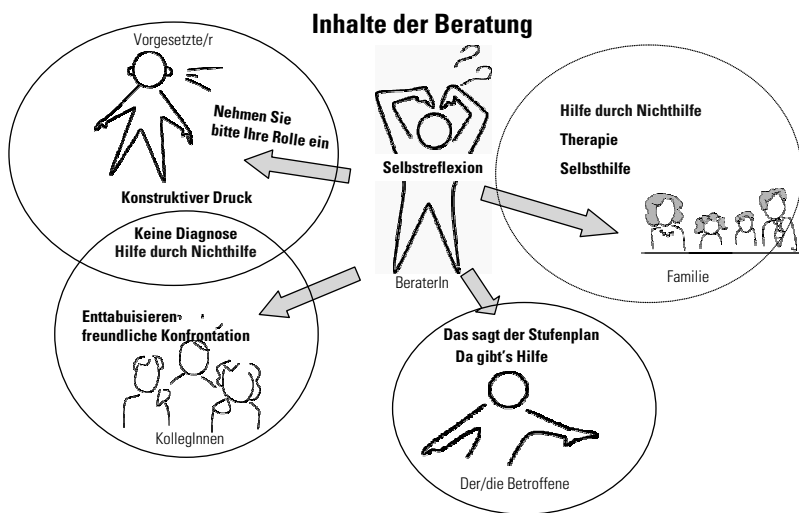 Inhalte der Beratung
Vorgesetzte/r
Nehmen Sie
bitte Ihre Rolle ein
Konstruktiver Druck
Keine Diagnose
Hilfe durch Nichthilfe
Enttabuisieren-
freundliche Konfrontation
KollegInnen
Selbstreflexion
BeraterIn
Hilfe durch Nichthilfe
Therapie
Selbsthilfe
Familie
Das sagt der Stufenplan
Da gibt's Hilfe
Der/die Betroffene